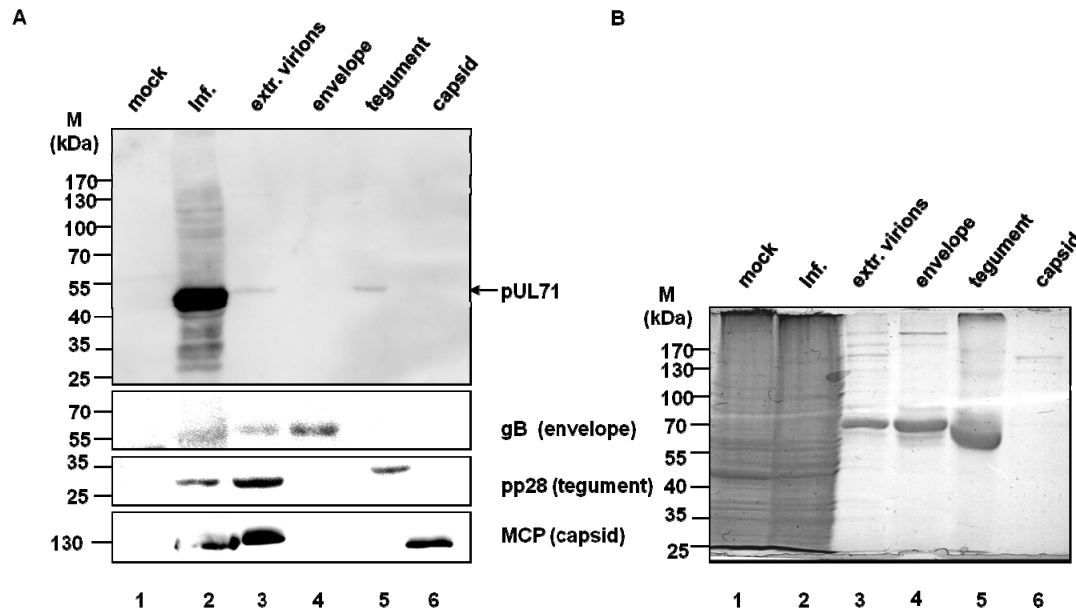 A
B
mock
Inf.
extr. virions
envelope
tegument
capsid
M
(kDa)
170
130
100
70
55
40
35
25
pUL71
70
55
gB (envelope)
35
25
pp28 (tegument)
130
MCP (capsid)
1 2 3 4 5 6
mock
Inf.
extr. virions
envelope
tegument
capsid
M
(kDa)
170
130
100
70
55
40
35
25
1 2 3 4 5 6